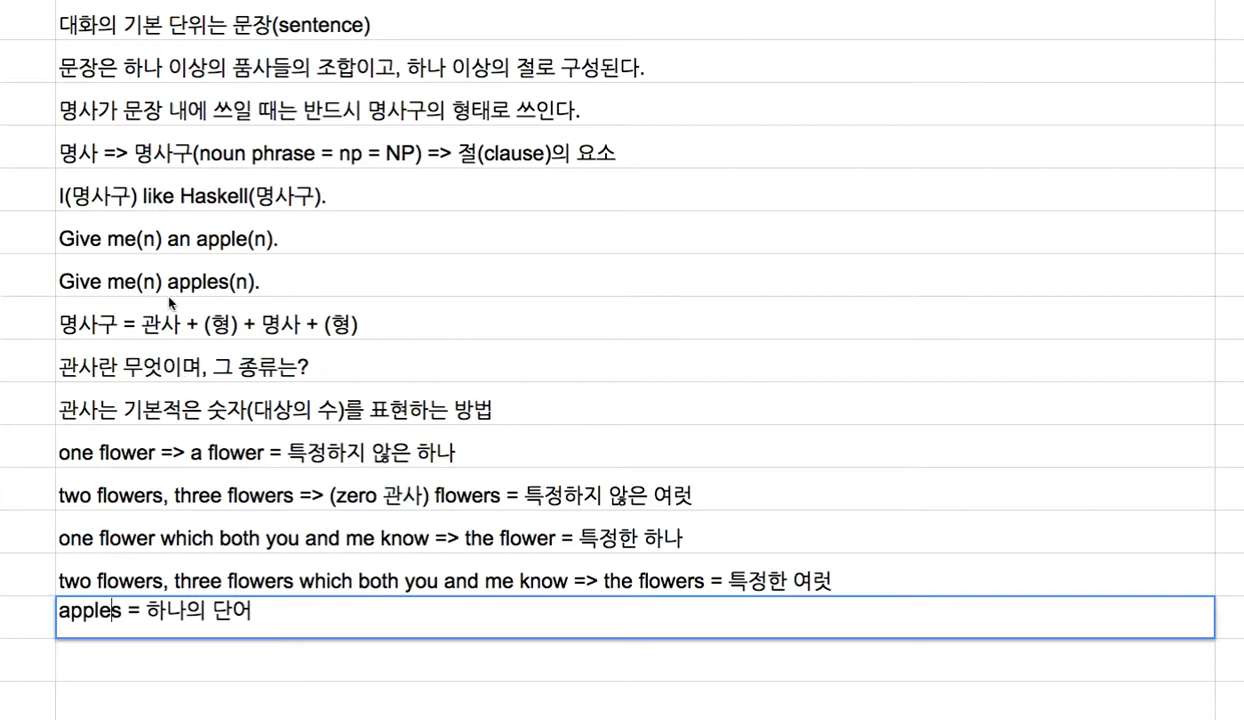 대화의 기본 단위는 문장(sentence)
문장은 하나 이상의 품사들의 조합이고, 하나 이상의 절로 구성된다.
명사가 문장 내에 쓰일 때는 반드시 명사구의 형태로 쓰인다.
명사 => 명사구(noun phrase = np = NP) => 절(clause)의 요소
I(명사구) like Haskell(명사구).
Give me(n) an apple(n).
Give me(n) apples(n).
명사구 = 관사 + (형) + 명사 + (형)
관사란 무엇이며, 그 종류는?
관사는 기본적은 숫자(대상의 수)를 표현하는 방법
one flower => a flower = 특정하지 않은 하나
two flowers, three flowers => (zero 관사) flowers = 특정하지 않은 여럿
one flower which both you and me know => the flower = 특정한 하나
two flowers, three flowers which both you and me know => the flowers = 특정한 여럿
apples = 하나의 단어